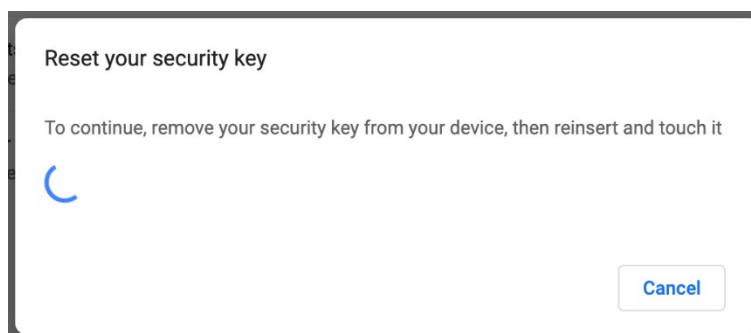 Reset your security key
To continue, remove your security key from your device, then reinsert and touch it
Cancel